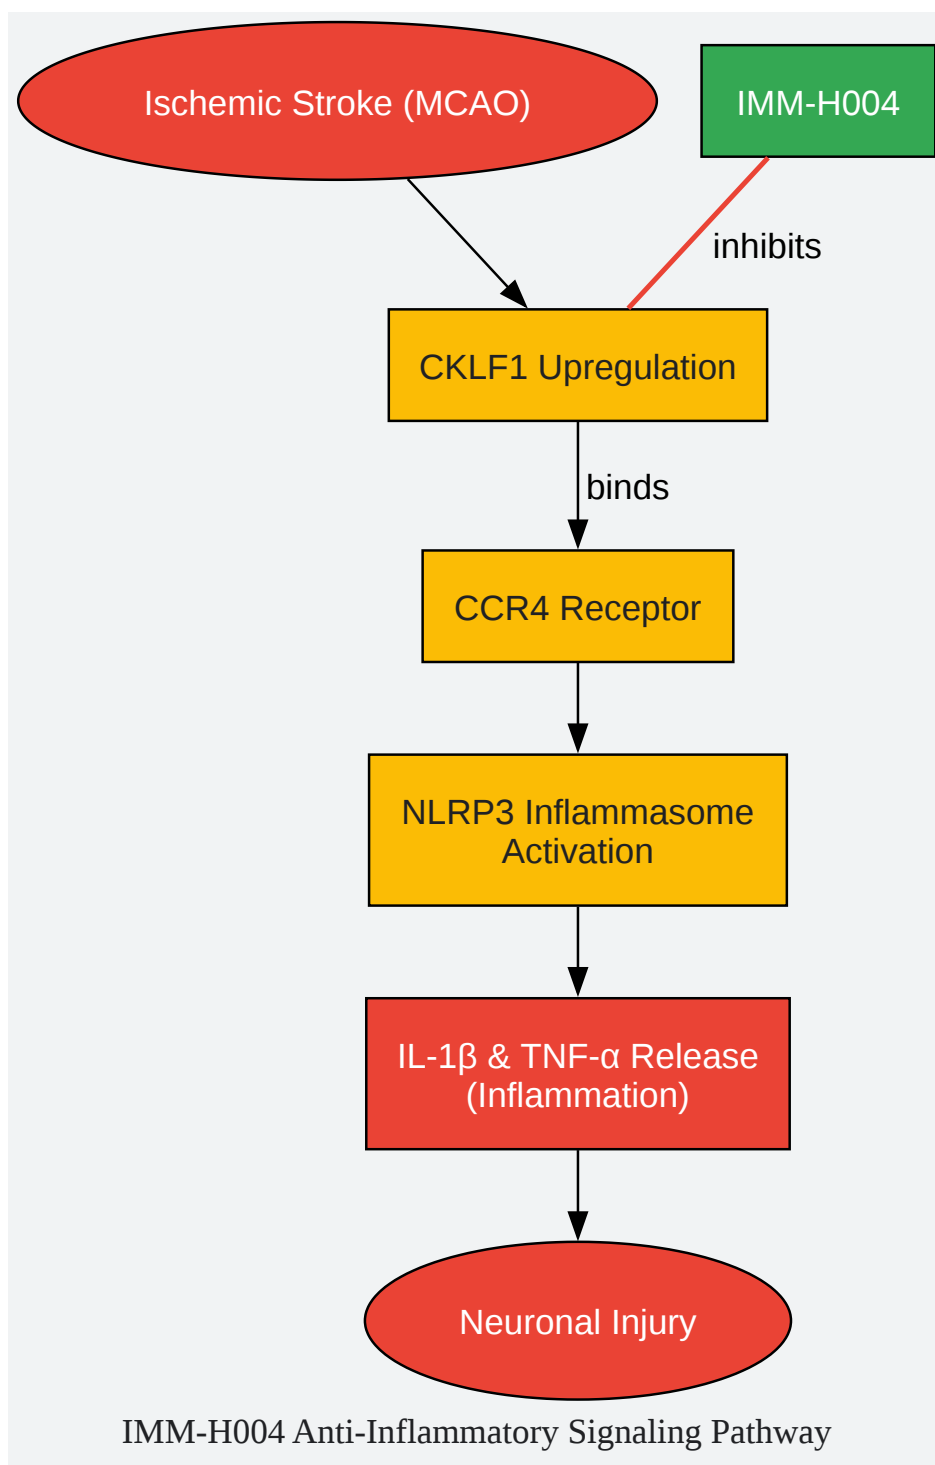 Ischemic Stroke (MCAO)
IMM-H004
inhibits
CKLF1 Upregulation
binds
CCR4 Receptor
NLRP3 Inflammasome
Activation
IL-1β & TNF-α Release
(Inflammation)
Neuronal Injury
IMM-H004 Anti-Inflammatory Signaling Pathway